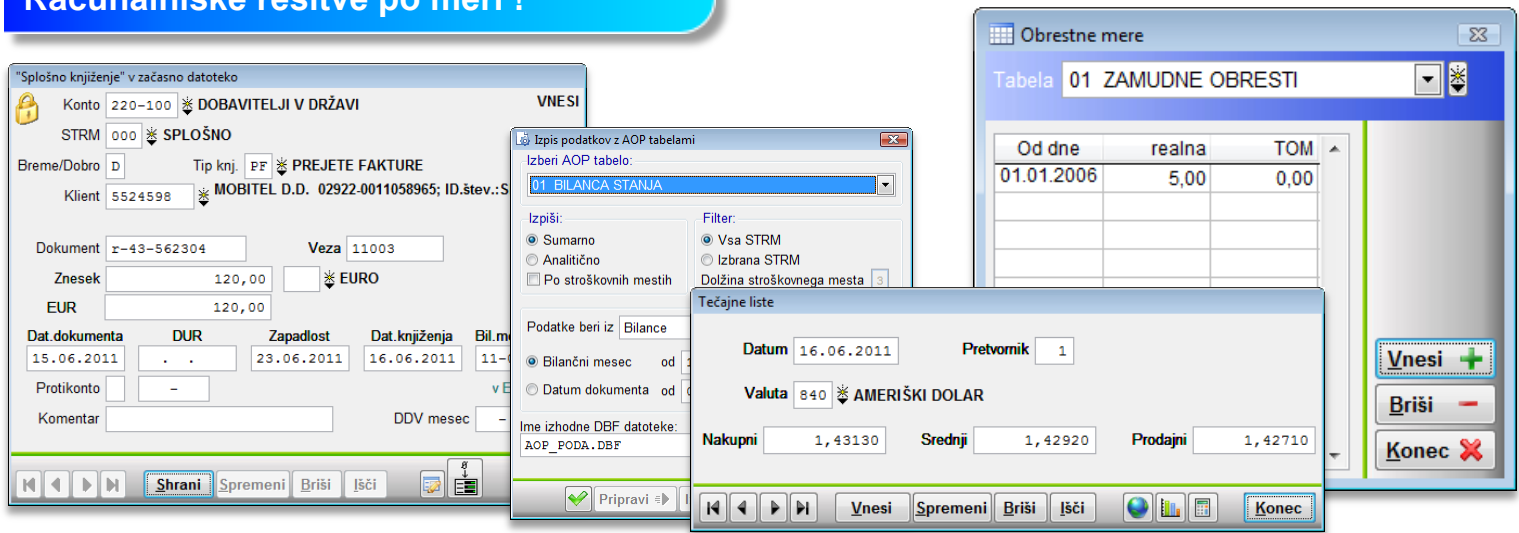 Računalniške rešitve po meri !
"Splošno knjiženje" v začasno datoteko
Konto 220-100 DOBAVITELJI V DRŽAVI VNESI
STRM 000 SPLOŠNO
Breme/Dobro D Tip knj. PF PREJETE FAKTURE
Klient 5524598 MOBITEL D.D. 02922-0011058965; ID.štev.:S
Dokument r-43-562304 Veza 11003
Znesek 120,00 EURO
EUR 120,00
Dat.dokumenta DUR Zapadlost Dat.knjiženja Bil.m
15.06.2011 . . 23.06.2011 16.06.2011 11-
Protikonto - v
Komentar DDV mesec -
Shrani Spremeni Briši Išči
Izpis podatkov z AOP tabelami
Izberi AOP tabelo:
01 BILANCA STANJA
Izpiši: Filter:
Sumarno Vsa STRM
Analitično Izbrana STRM
Po stroškovnih mestih Dolžina stroškovnega mesta 3
Podatke beri iz Bilance
Bilančni mesec od
Datum dokumenta od
Ime izhodne DBF datoteke:
AOP_PODA.DBF
Pripravi
Tečajne liste
Datum 16.06.2011 Pretvornik 1
Valuta 840 AMERIŠKI DOLAR
Nakupni 1,43130 Srednji 1,42920 Prodajni 1,42710
Vnesi Spremeni Briši Išči Konec
Obrestne mere
Tabela 01 ZAMUDNE OBRESTI
Od dne realna TOM
01.01.2006 5,00 0,00
Vnesi
Briši
Konec